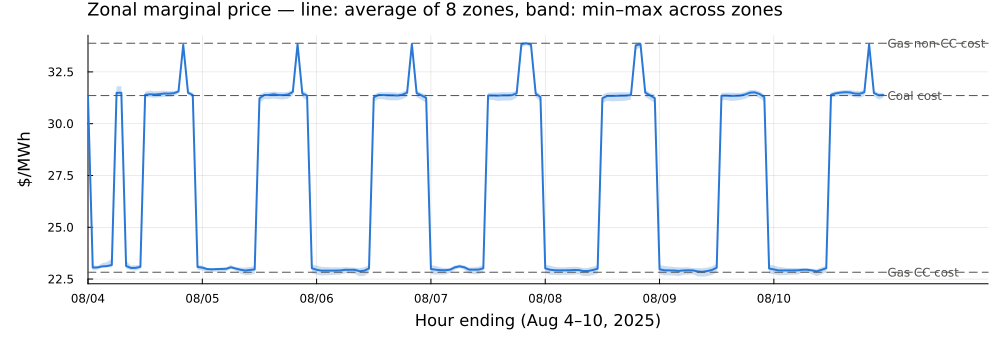 Zonal marginal price — line: average of 8 zones, band: min–max across zones
Gas non-CC cost
32.5
Coal cost
30.0
$/MWh
27.5
25.0
Gas CC cost
22.5
08/04 08/05 08/06 08/07 08/08 08/09 08/10
Hour ending (Aug 4–10, 2025)